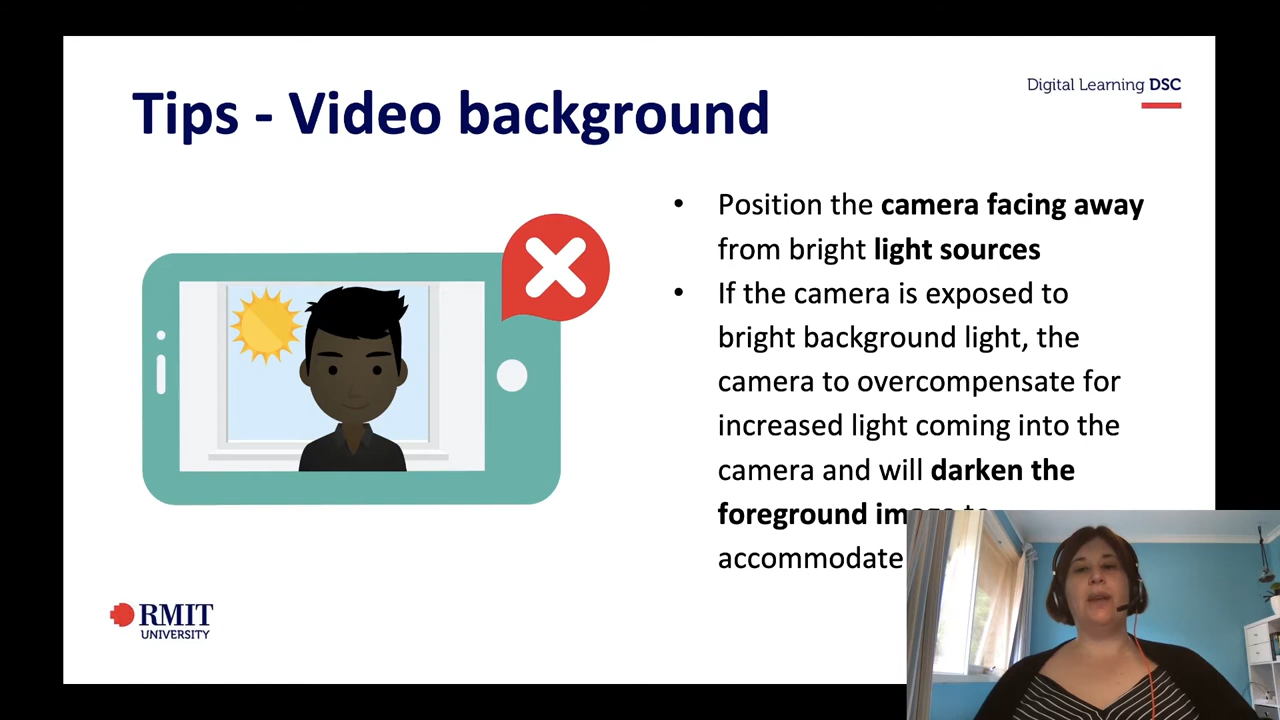 Tips - Video background
Digital Learning DSC
• Position the camera facing away
from bright light sources
• If the camera is exposed to
bright background light, the
camera to overcompensate for
increased light coming into the
camera and will darken the
foreground image to
accommodate
RMIT
UNIVERSITY